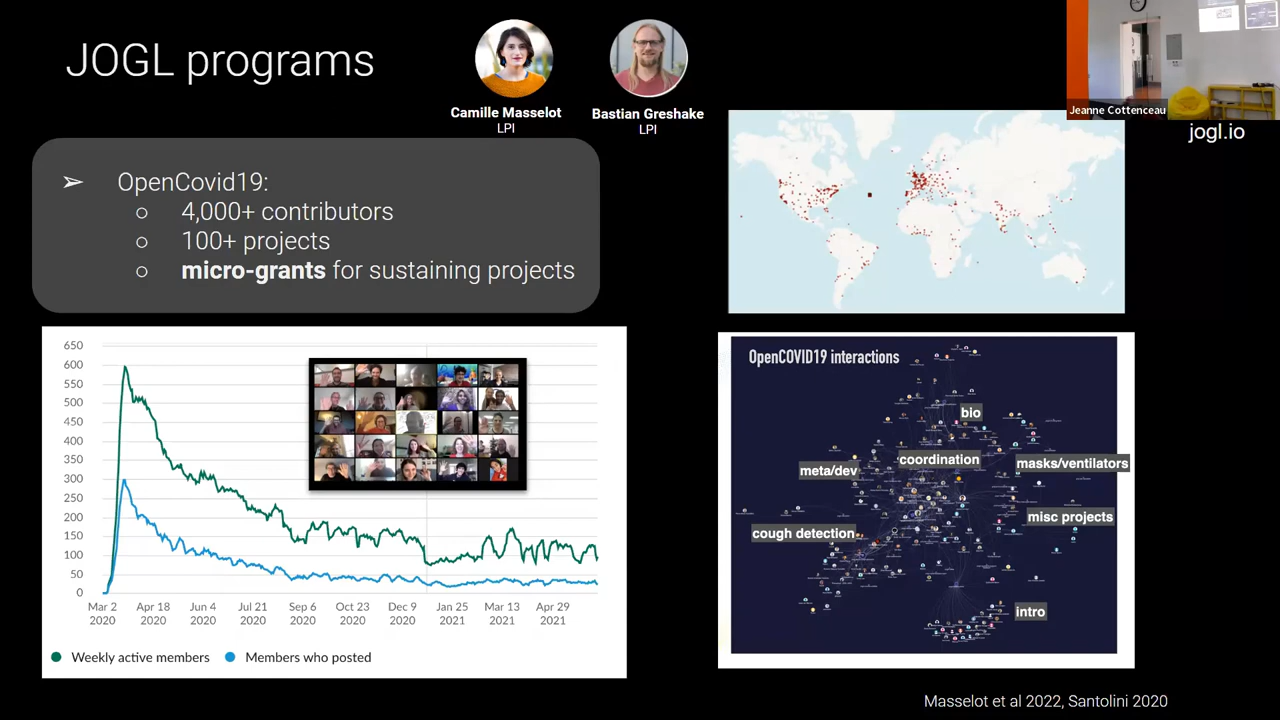 JOGL programs
Camille Masselot
LPI
Bastian Greshake
LPI
Jeanne Cottenceau
jogl.io
➢ OpenCovid19:
○ 4,000+ contributors
○ 100+ projects
○ micro-grants for sustaining projects
650
600
550
500
450
400
350
300
250
200
150
100
50
0
Mar 2 2020
Apr 18 2020
Jun 4 2020
Jul 21 2020
Sep 6 2020
Oct 23 2020
Dec 9 2020
Jan 25 2021
Mar 13 2021
Apr 29 2021
Weekly active members
Members who posted
OpenCOVID19 interactions
bio
coordination
meta/dev
masks/ventilators
misc projects
cough detection
intro
Masselot et al 2022, Santolini 2020